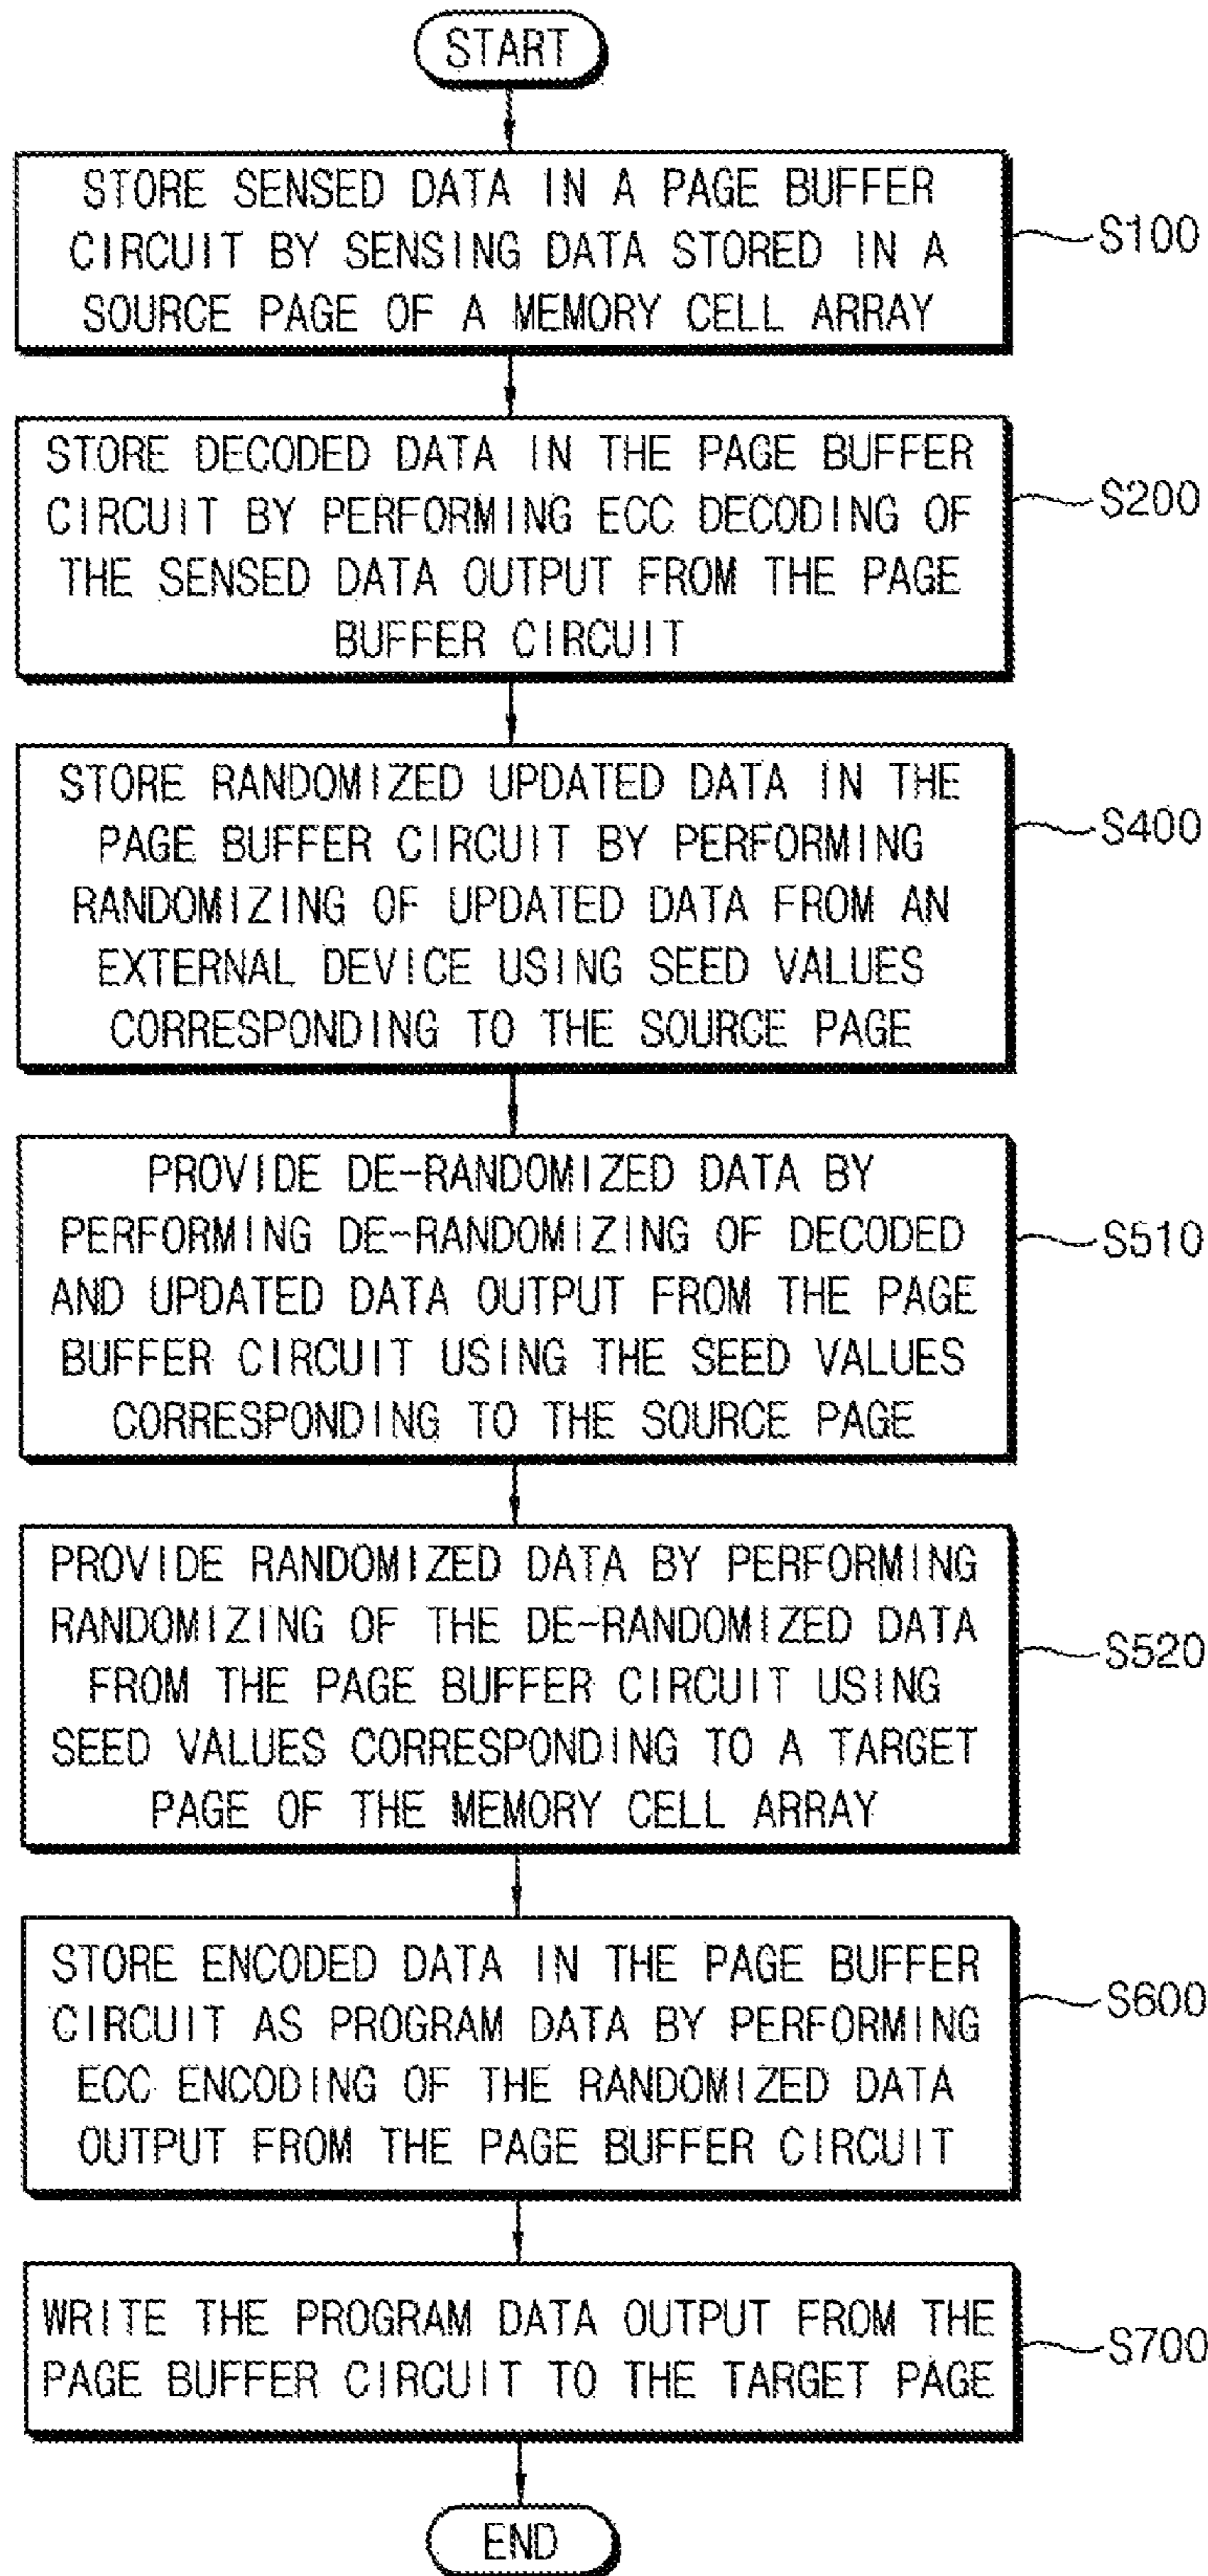 START
STORE SENSED DATA IN A PAGE BUFFER
CIRCUIT BY SENSING DATA STORED IN A
SOURCE PAGE OF A MEMORY CELL ARRAY
S100
STORE DECODED DATA IN THE PAGE BUFFER
CIRCUIT BY PERFORMING ECC DECODING OF
THE SENSED DATA OUTPUT FROM THE PAGE
BUFFER CIRCUIT
S200
STORE RANDOMIZED UPDATED DATA IN THE
PAGE BUFFER CIRCUIT BY PERFORMING
RANDOMIZING OF UPDATED DATA FROM AN
EXTERNAL DEVICE USING SEED VALUES
CORRESPONDING TO THE SOURCE PAGE
S400
PROVIDE DE-RANDOMIZED DATA BY
PERFORMING DE-RANDOMIZING OF DECODED
AND UPDATED DATA OUTPUT FROM THE PAGE
BUFFER CIRCUIT USING THE SEED VALUES
CORRESPONDING TO THE SOURCE PAGE
S510
PROVIDE RANDOMIZED DATA BY PERFORMING
RANDOMIZING OF THE DE-RANDOMIZED DATA
FROM THE PAGE BUFFER CIRCUIT USING
SEED VALUES CORRESPONDING TO A TARGET
PAGE OF THE MEMORY CELL ARRAY
S520
STORE ENCODED DATA IN THE PAGE BUFFER
CIRCUIT AS PROGRAM DATA BY PERFORMING
ECC ENCODING OF THE RANDOMIZED DATA
OUTPUT FROM THE PAGE BUFFER CIRCUIT
S600
WRITE THE PROGRAM DATA OUTPUT FROM THE
PAGE BUFFER CIRCUIT TO THE TARGET PAGE
S700
END